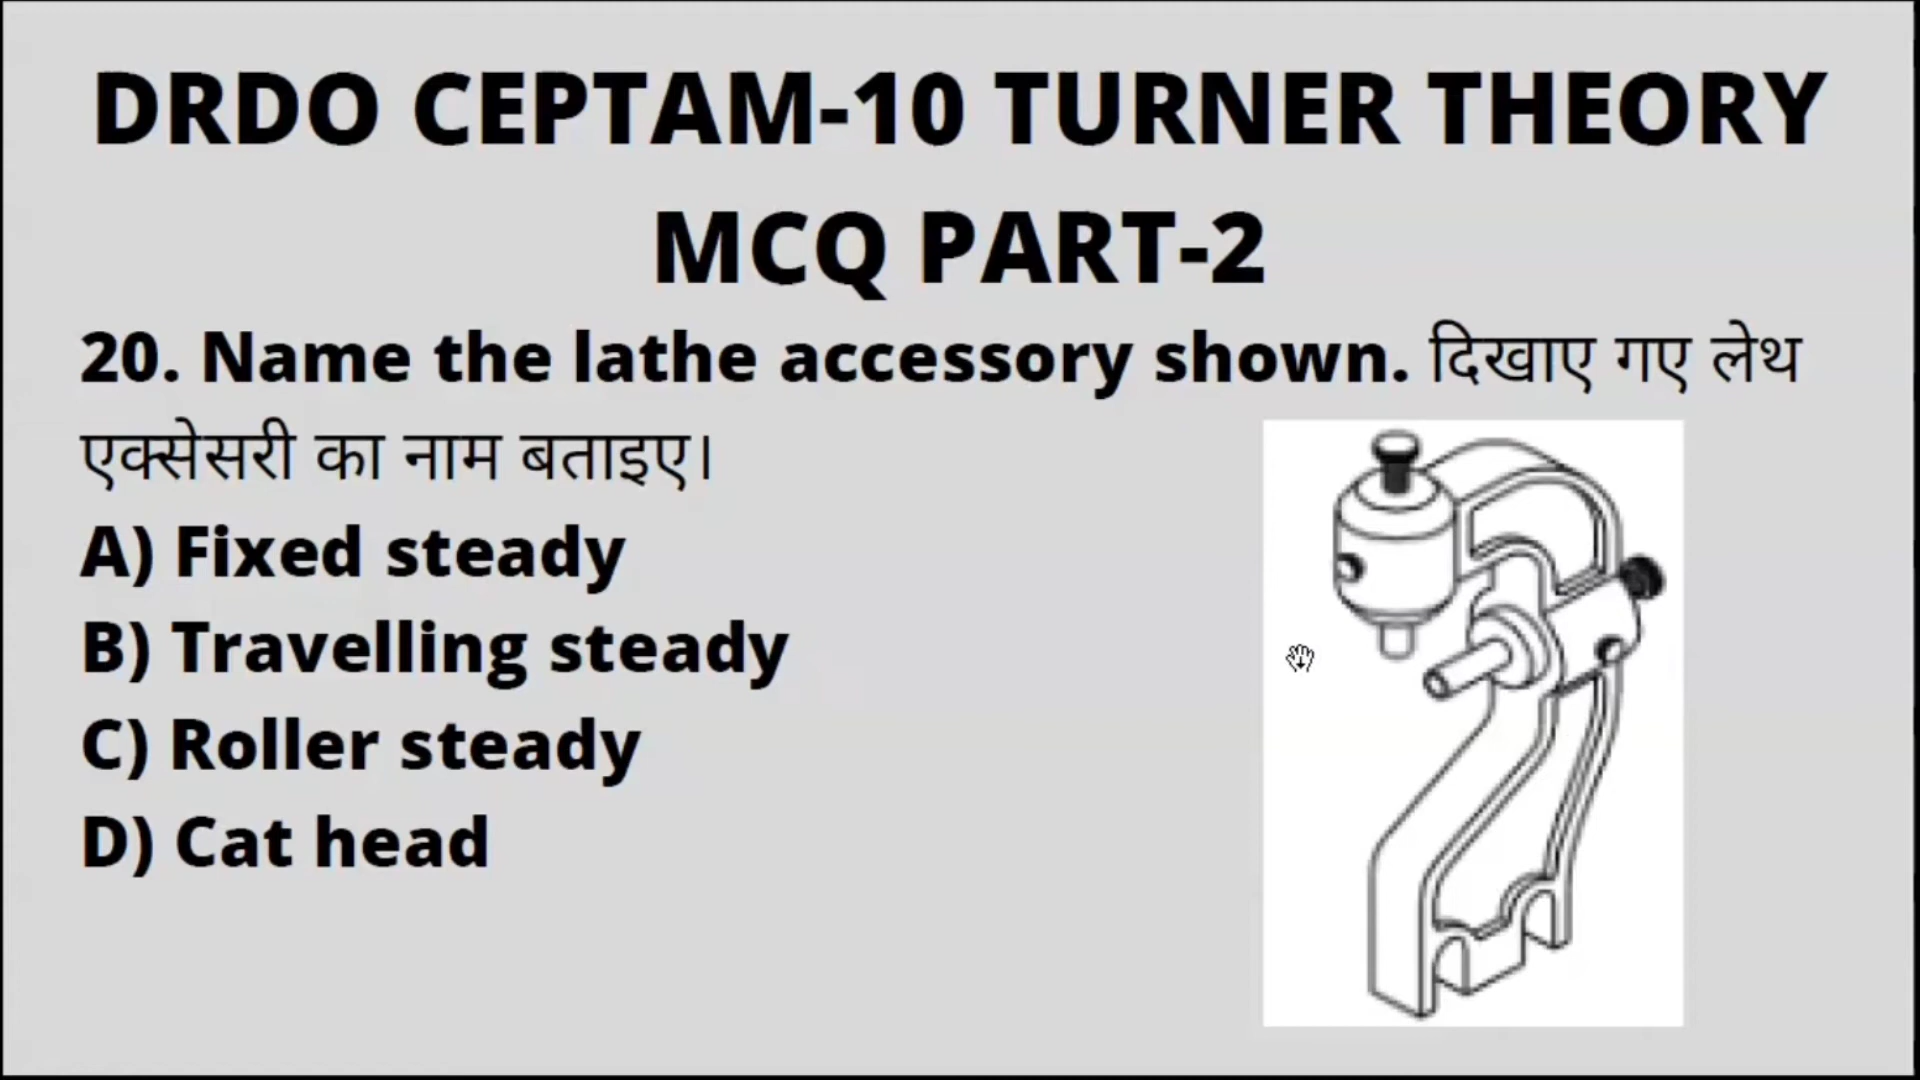 DRDO CEPTAM-10 TURNER THEORY
MCQ PART-2
20. Name the lathe accessory shown. दिखाए गए लेथ
एक्सेसरी का नाम बताइए।
A) Fixed steady
B) Travelling steady
C) Roller steady
D) Cat head